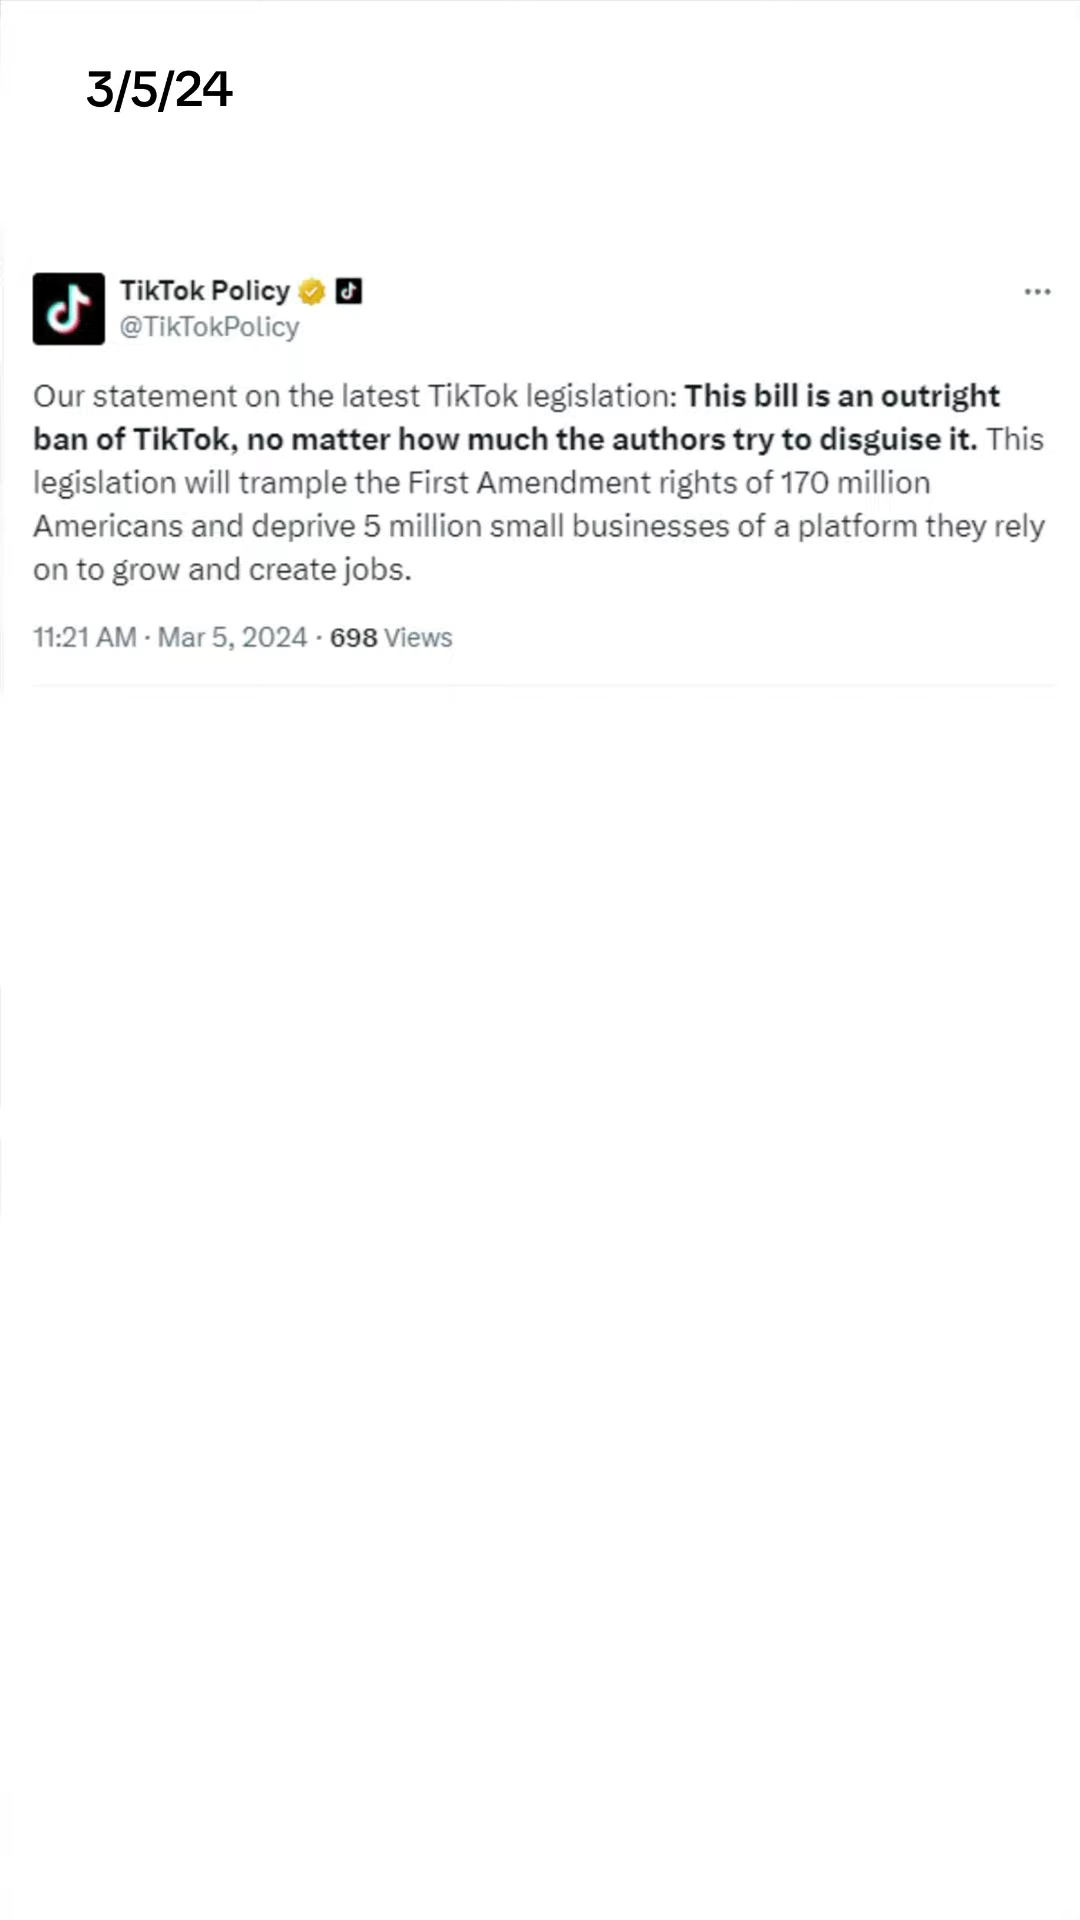 3/5/24
TikTok Policy
@TikTokPolicy
Our statement on the latest TikTok legislation: This bill is an outright
ban of TikTok, no matter how much the authors try to disguise it. This
legislation will trample the First Amendment rights of 170 million
Americans and deprive 5 million small businesses of a platform they rely
on to grow and create jobs.
11:21 AM · Mar 5, 2024 · 698 Views